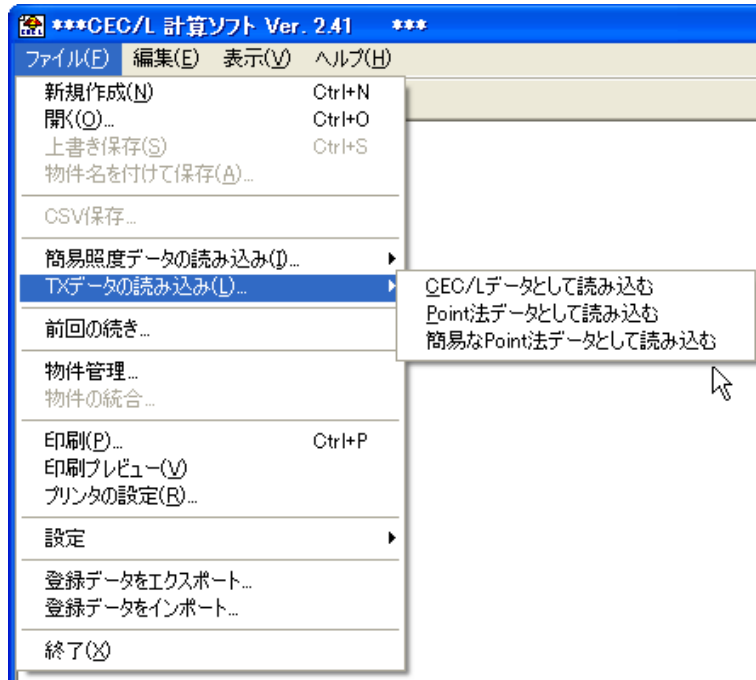 ***CEC/L 計算ソフト Ver. 2.41 ***
ファイル(F) 編集(E) 表示(V) ヘルプ(H)
新規作成(N) Ctrl+N
開く(O)... Ctrl+O
上書き保存(S) Ctrl+S
物件名を付けて保存(A)...
CSV保存...
簡易照度データの読み込み(I)...
TXデータの読み込み(L)...
CEC/Lデータとして読み込む
Point法データとして読み込む
簡易なPoint法データとして読み込む
前回の続き...
物件管理...
物件の統合...
印刷(P)... Ctrl+P
印刷プレビュー(V)
プリンタの設定(R)...
設定
登録データをエクスポート...
登録データをインポート...
終了(X)